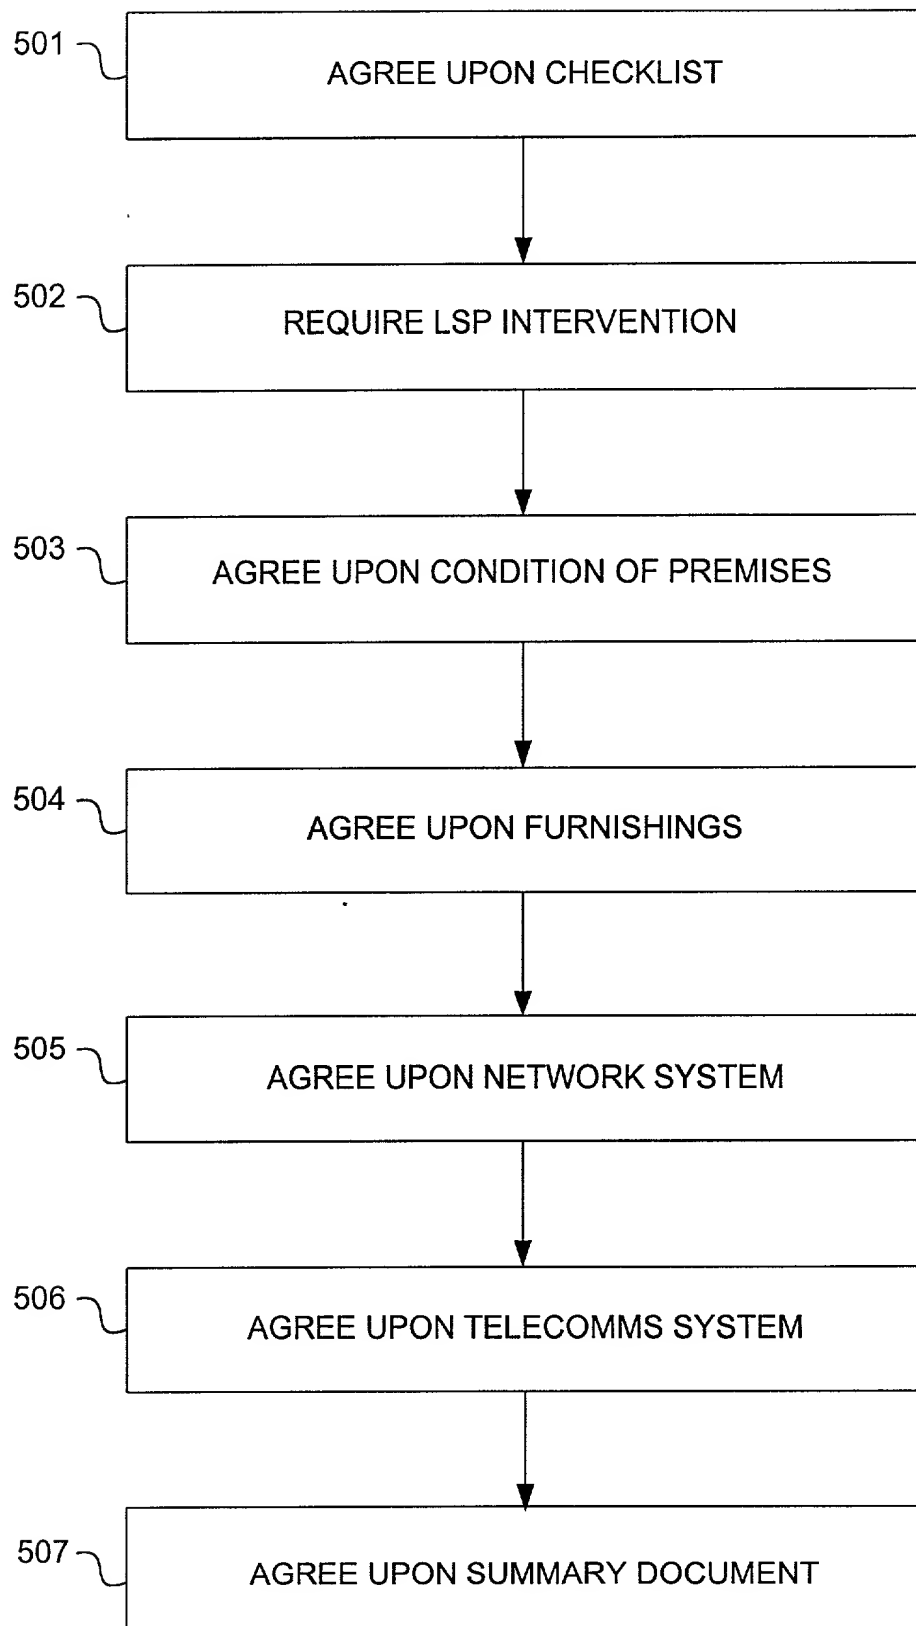 501
AGREE UPON CHECKLIST
502
REQUIRE LSP INTERVENTION
503
AGREE UPON CONDITION OF PREMISES
504
AGREE UPON FURNISHINGS
505
AGREE UPON NETWORK SYSTEM
506
AGREE UPON TELECOMMS SYSTEM
507
AGREE UPON SUMMARY DOCUMENT